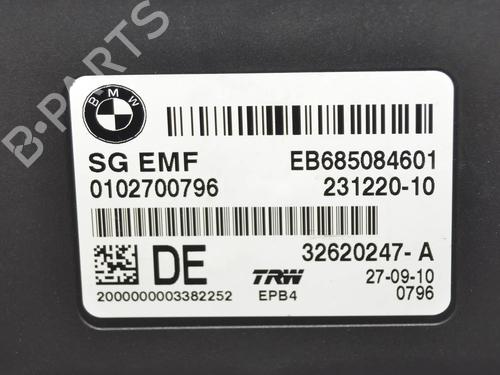 B-PARTS
BMW
SG EMF EB685084601
0102700796 231220-10
DE 32620247-A
TRW 27-09-10
2000000003382252 EPB4 0796